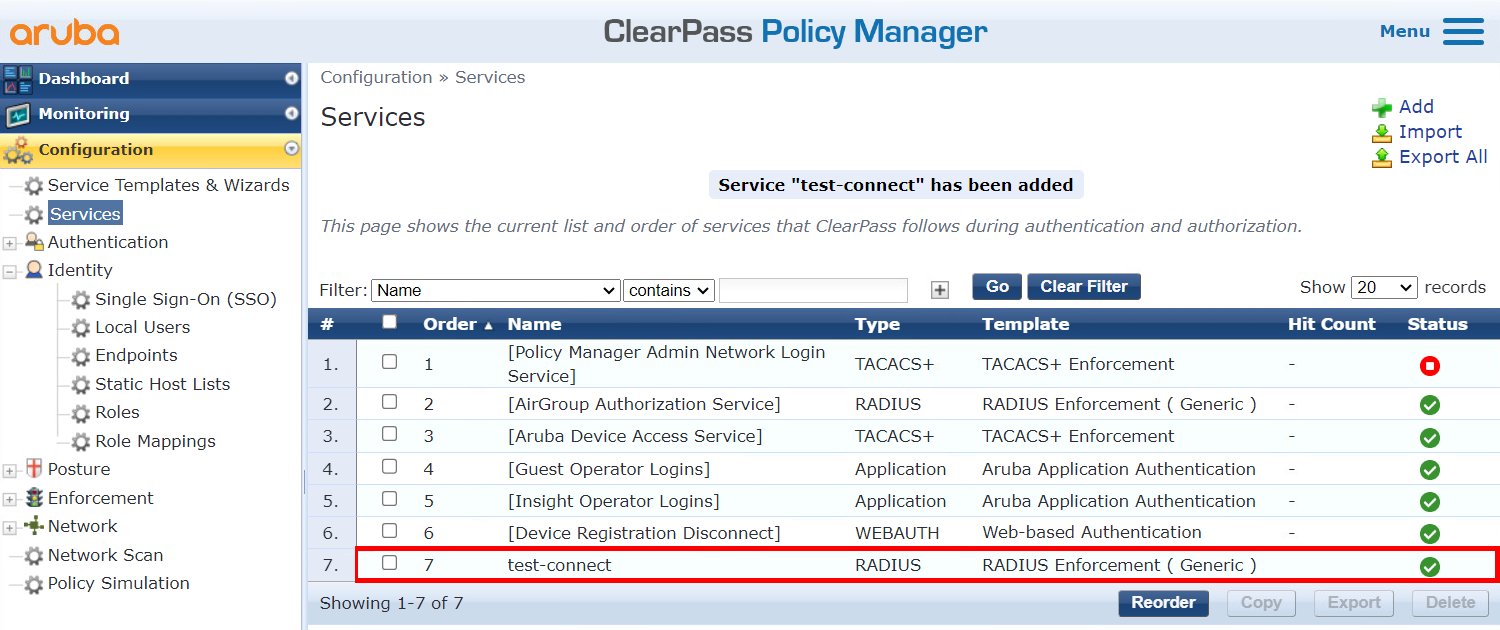 aruba
ClearPass Policy Manager
Menu
Dashboard
Monitoring
Configuration
Service Templates & Wizards
Services
Authentication
Identity
Single Sign-On (SSO)
Local Users
Endpoints
Static Host Lists
Roles
Role Mappings
Posture
Enforcement
Network
Network Scan
Policy Simulation
Configuration » Services
Services
Add
Import
Export All
Service "test-connect" has been added
This page shows the current list and order of services that ClearPass follows during authentication and authorization.
Filter: Name contains Go Clear Filter Show 20 records
# Order Name Type Template Hit Count Status
1. 1 [Policy Manager Admin Network Login
Service] TACACS+ TACACS+ Enforcement -
2. 2 [AirGroup Authorization Service] RADIUS RADIUS Enforcement ( Generic ) -
3. 3 [Aruba Device Access Service] TACACS+ TACACS+ Enforcement -
4. 4 [Guest Operator Logins] Application Aruba Application Authentication -
5. 5 [Insight Operator Logins] Application Aruba Application Authentication -
6. 6 [Device Registration Disconnect] WEBAUTH Web-based Authentication -
7. 7 test-connect RADIUS RADIUS Enforcement ( Generic )
Showing 1-7 of 7 Reorder Copy Export Delete